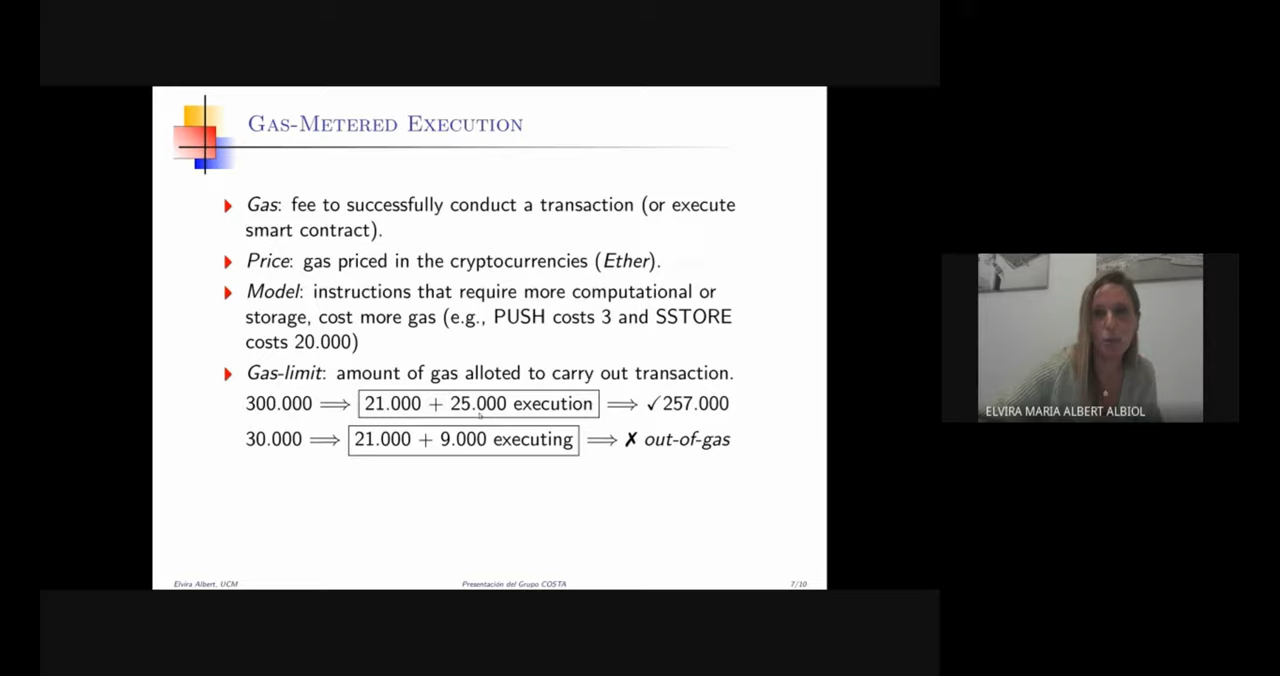 GAS-METERED EXECUTION
Gas: fee to successfully conduct a transaction (or execute
smart contract).
Price: gas priced in the cryptocurrencies (Ether).
Model: instructions that require more computational or
storage, cost more gas (e.g., PUSH costs 3 and SSTORE
costs 20.000)
Gas-limit: amount of gas alloted to carry out transaction.
300.000 ⟹ 21.000 + 25.000 execution ⟹ ✓257.000
30.000 ⟹ 21.000 + 9.000 executing ⟹ ✗ out-of-gas
Elvira Albert, UCM Presentación del Grupo COSTA 7/10
ELVIRA MARIA ALBERT ALBIOL